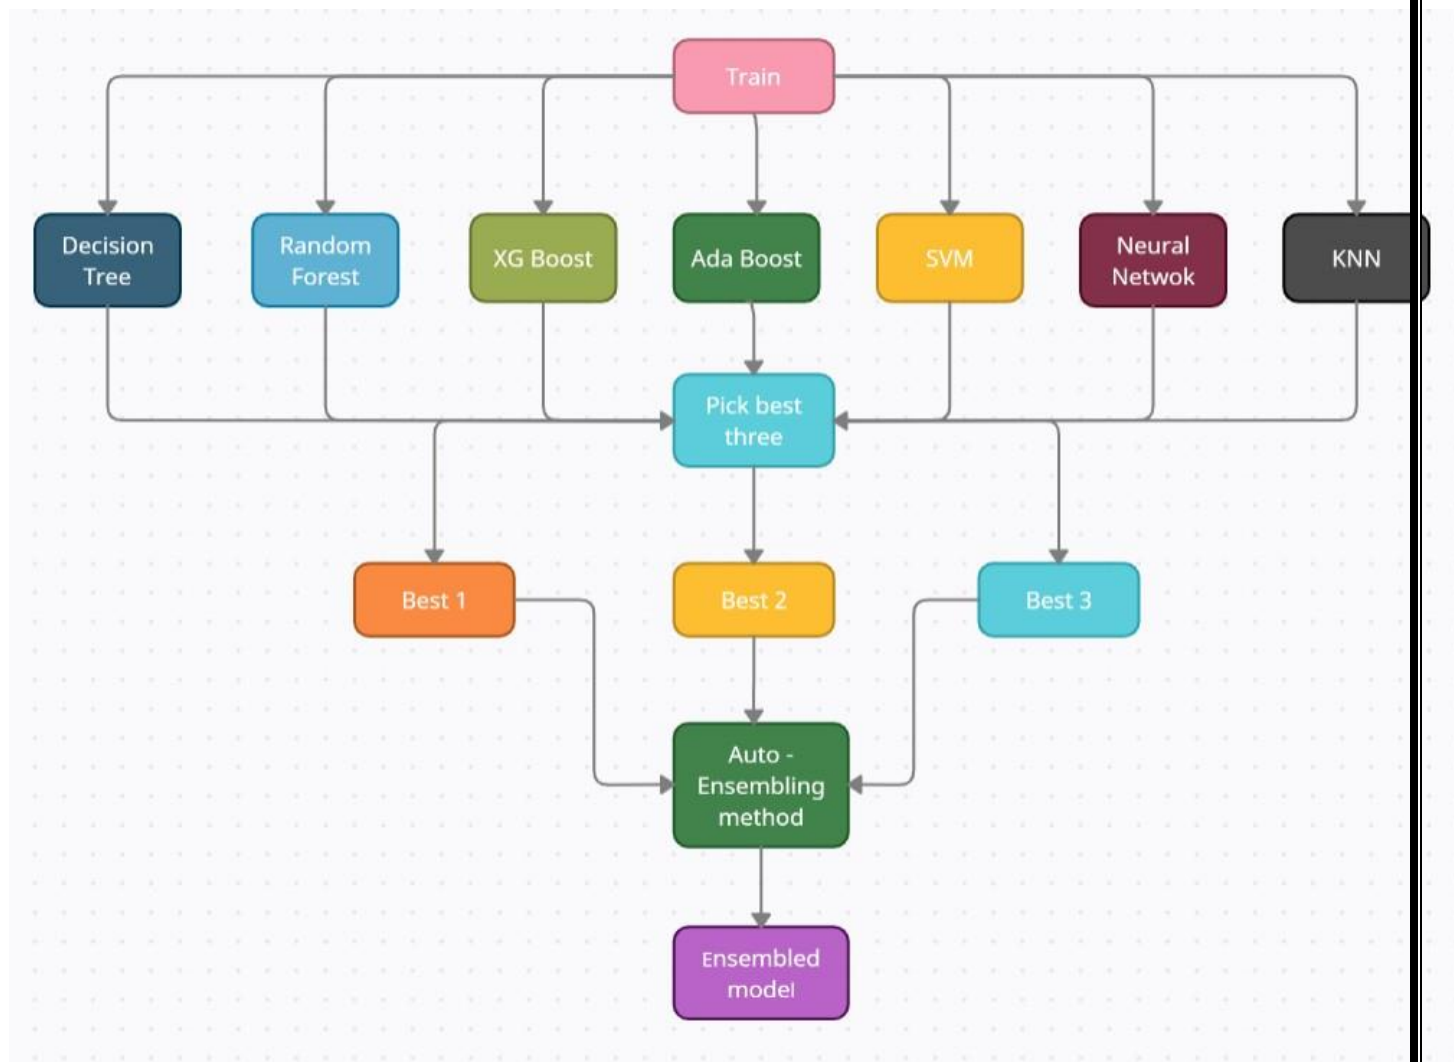 Train
Decision
Tree
Random
Forest
XG Boost
Ada Boost
SVM
Neural
Netwok
KNN
Pick best
three
Best 1
Best 2
Best 3
Auto -
Ensembling
method
Ensembled
model